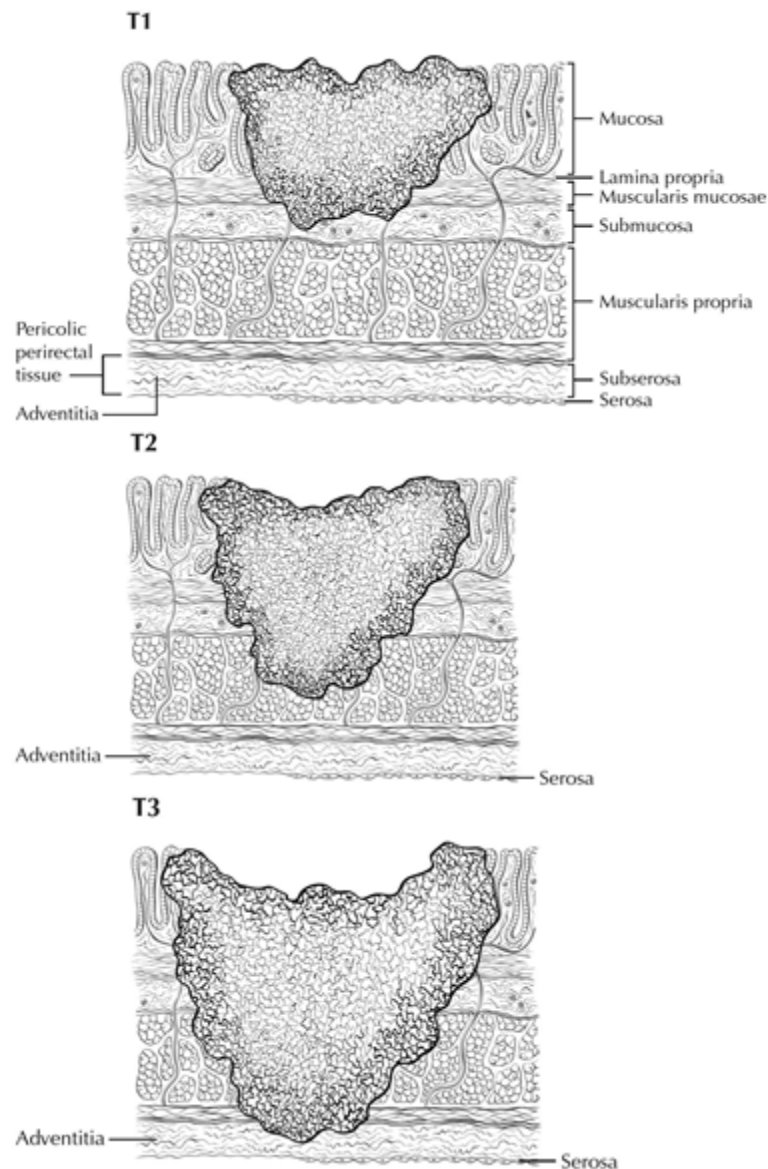 T1
Mucosa
Lamina propria
Muscularis mucosae
Submucosa
Muscularis propria
Pericolic
perirectal
tissue
Subserosa
Adventitia
Serosa
T2
Adventitia
Serosa
T3
Adventitia
Serosa